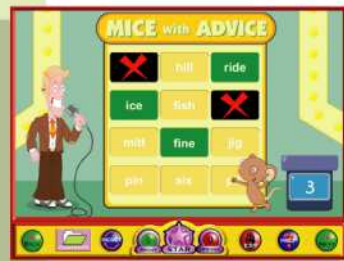 MICE with ADVICE
hill ride
ice fish
mitt fine jig
pin six
3
STAR